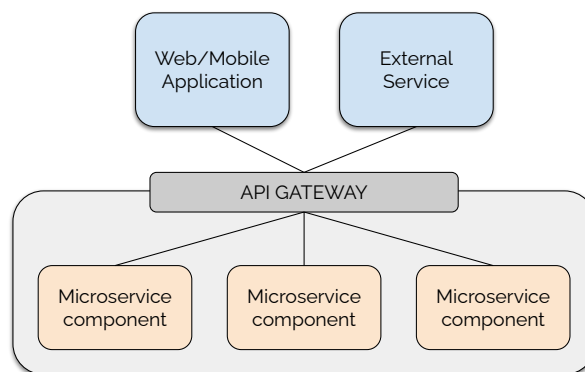 Web/Mobile
Application
External
Service
API GATEWAY
Microservice
component
Microservice
component
Microservice
component